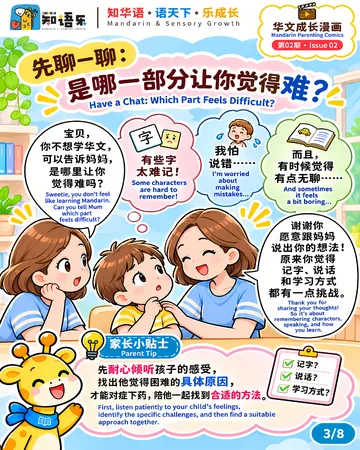 知语乐
知华语·语天下·乐成长
Mandarin & Sensory Growth
华文成长漫画
Mandarin Parenting Comics
第02期 • Issue 02
先聊一聊：
是哪一部分让你觉得难？
Have a Chat: Which Part Feels Difficult?
宝贝，
你不想学华文，
可以告诉妈妈，
是哪里让你
觉得难吗？
Sweetie, you don't feel
like learning Mandarin.
Can you tell Mum
which part
feels difficult?
字
有些字
太难记！
Some characters
are hard to
remember!
我怕
说错……
I'm worried
about
making
mistakes...
而且，
有时候觉得
有点无聊……
And sometimes
it feels
a bit boring...
谢谢你
愿意跟妈妈
说出你的想法！
原来你觉得
记字、说话
和学习方式
都有一点挑战。
Thank you for
sharing your thoughts!
So it's about
remembering characters,
speaking, and how
you learn.
家长小贴士
Parent Tip
先耐心倾听孩子的感受，
找出他觉得困难的具体原因，
才能对症下药，陪他一起找到合适的方法。
First, listen patiently to your child's feelings,
identify the specific challenges, and then find a suitable
approach together.
记字？
说话？
学习方式？
3/8